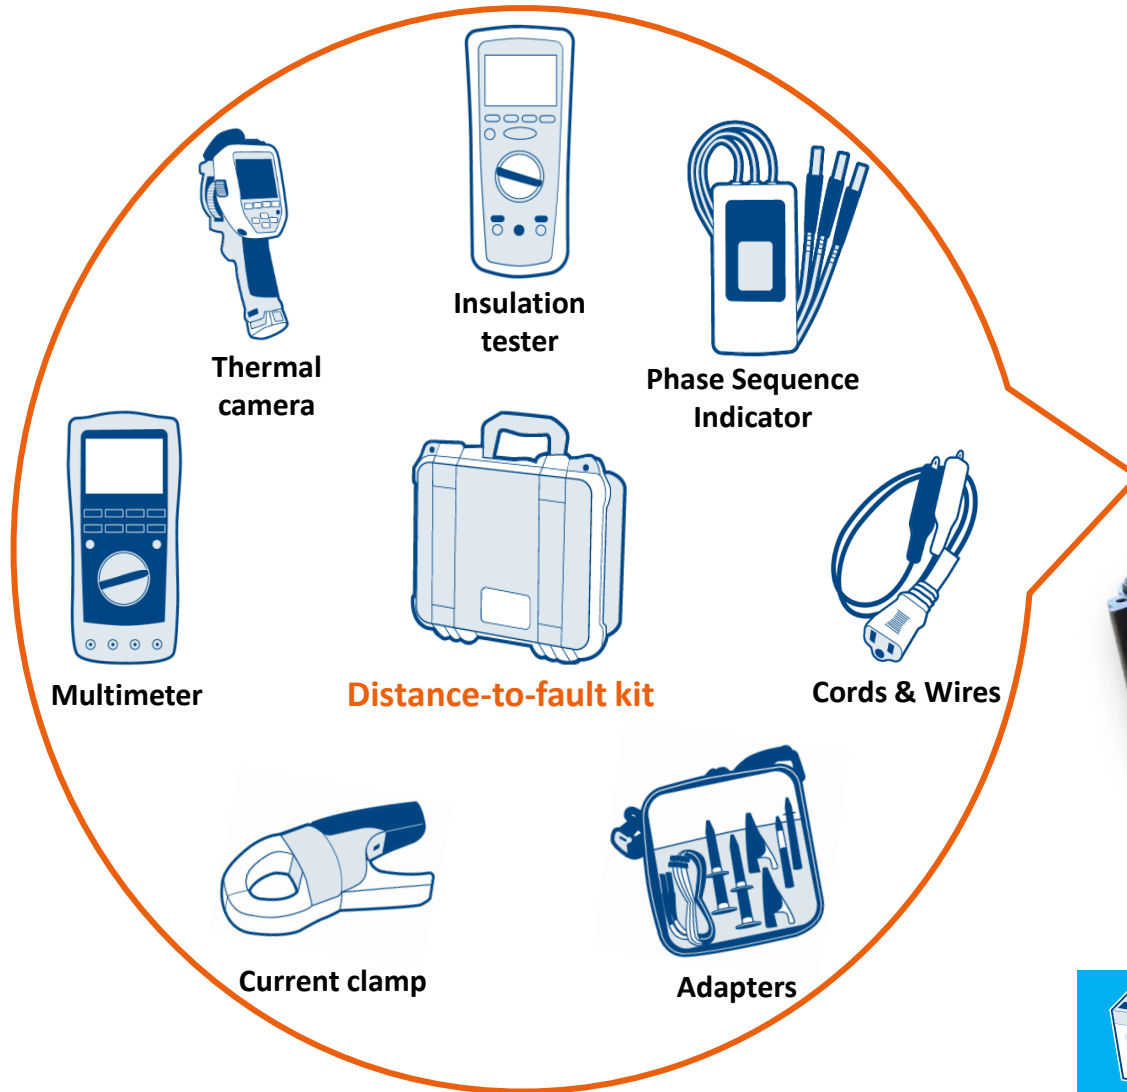 Insulation
tester
Thermal
camera
Phase Sequence
Indicator
Multimeter
Distance-to-fault kit
Cords & Wires
Current clamp
Adapters